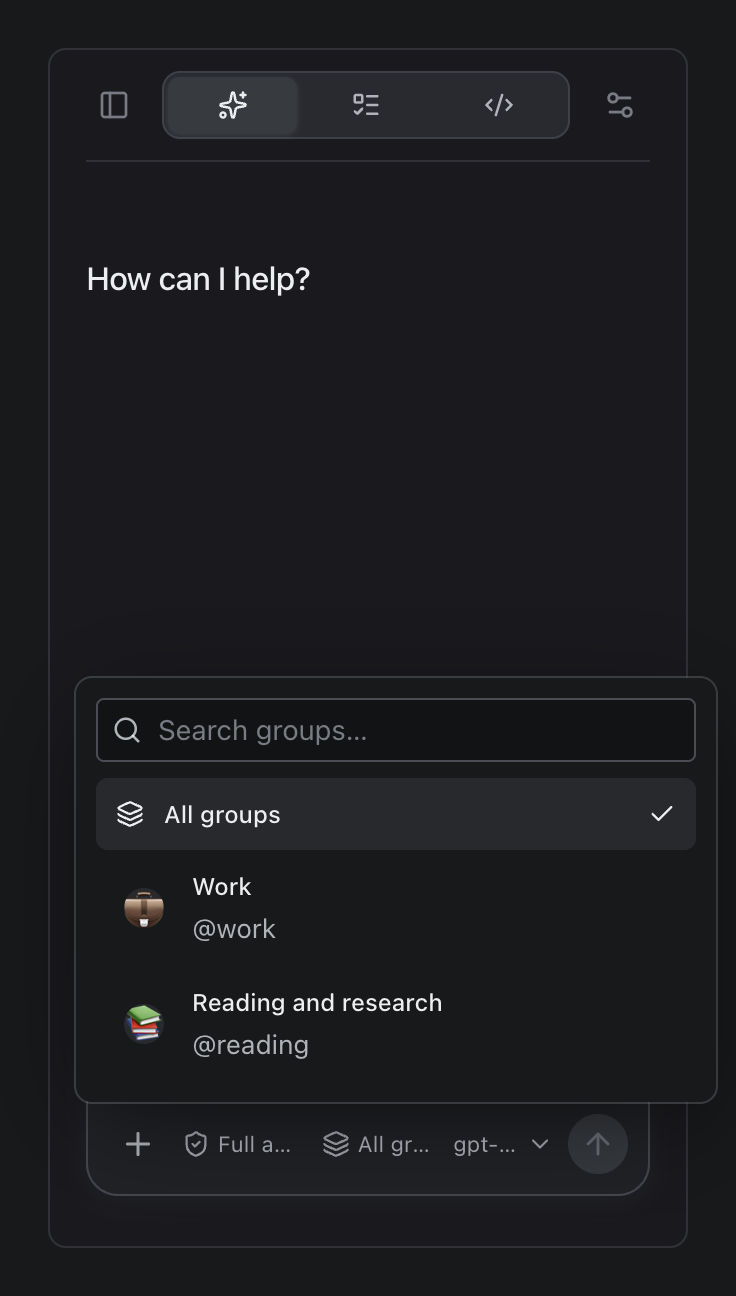 How can I help?
Search groups...
All groups
Work
@work
Reading and research
@reading
Full a... All gr... gpt-...